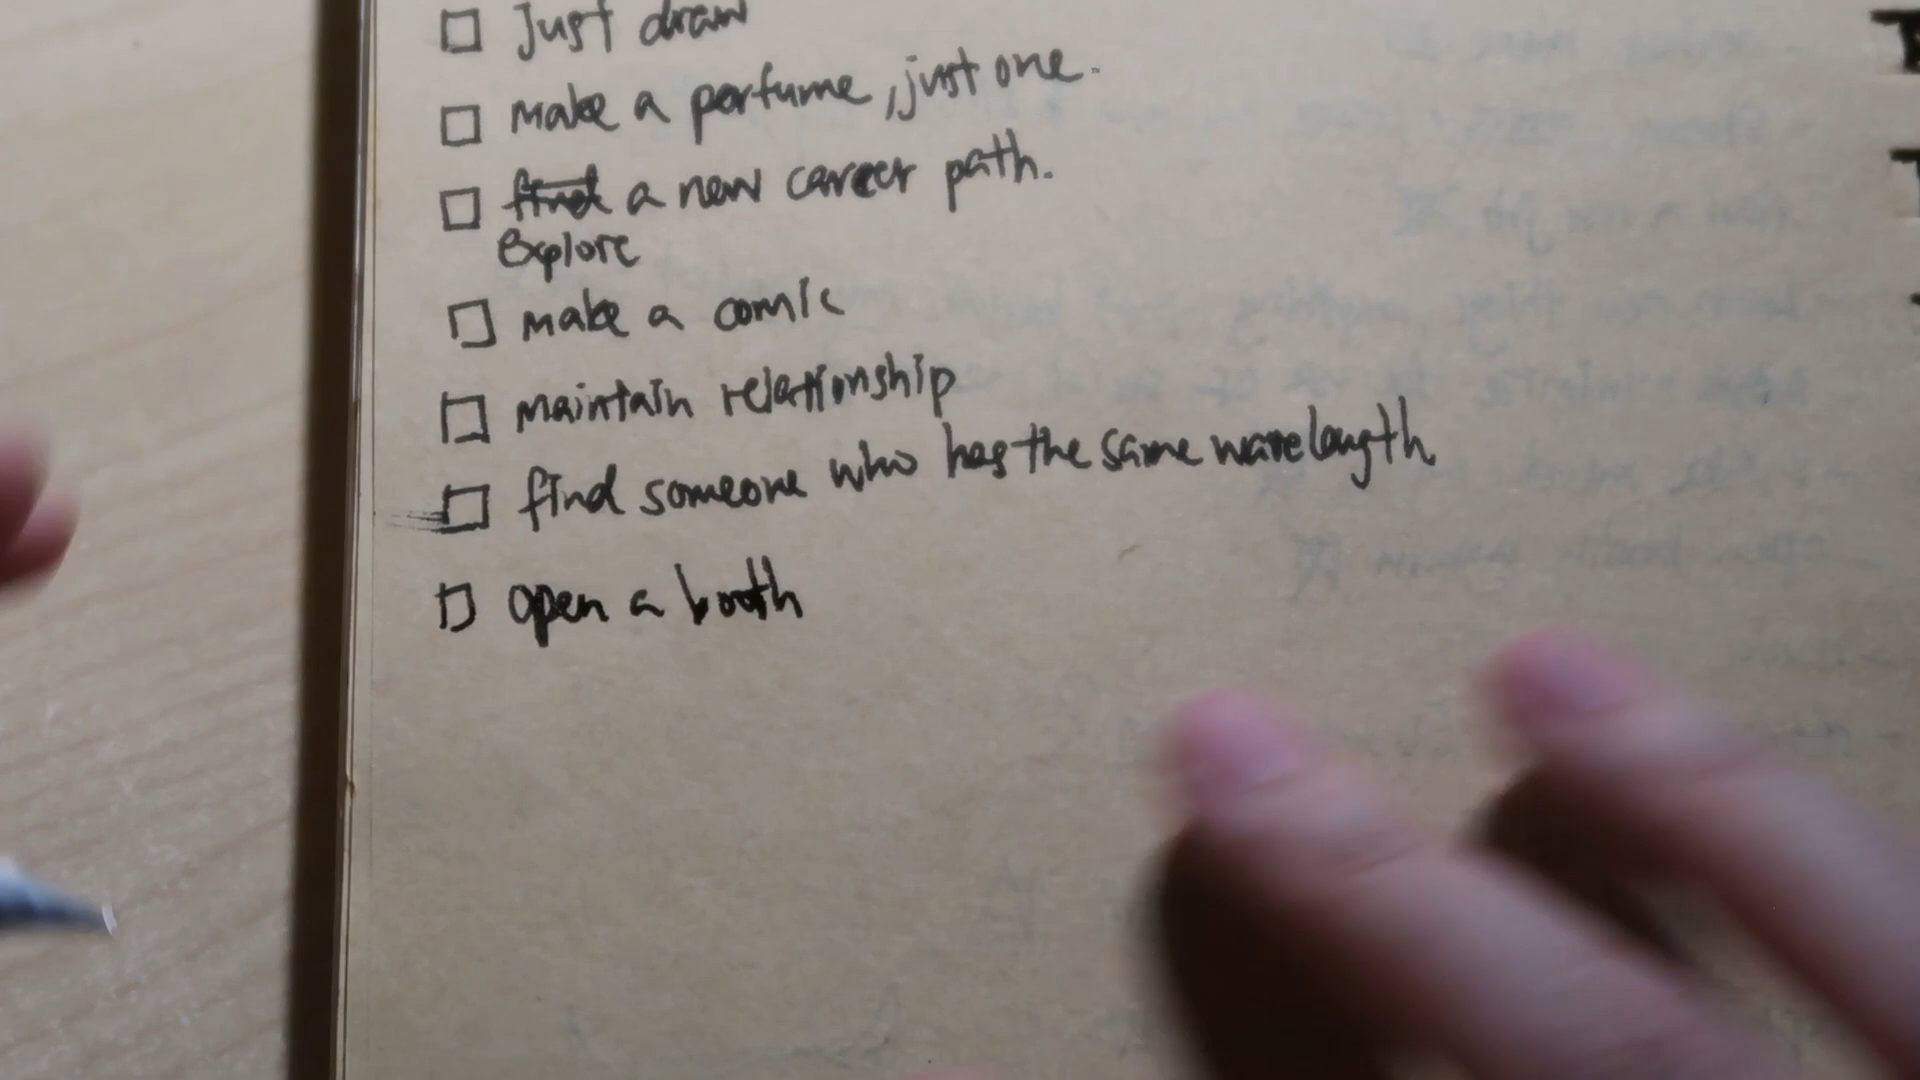 ☐ Just draw
☐ make a perfume, just one.
☐ ~~find~~ a new career path.
Explore
☐ make a comic
☐ maintain relationship
☐ find someone who has the same wavelength
☐ open a booth